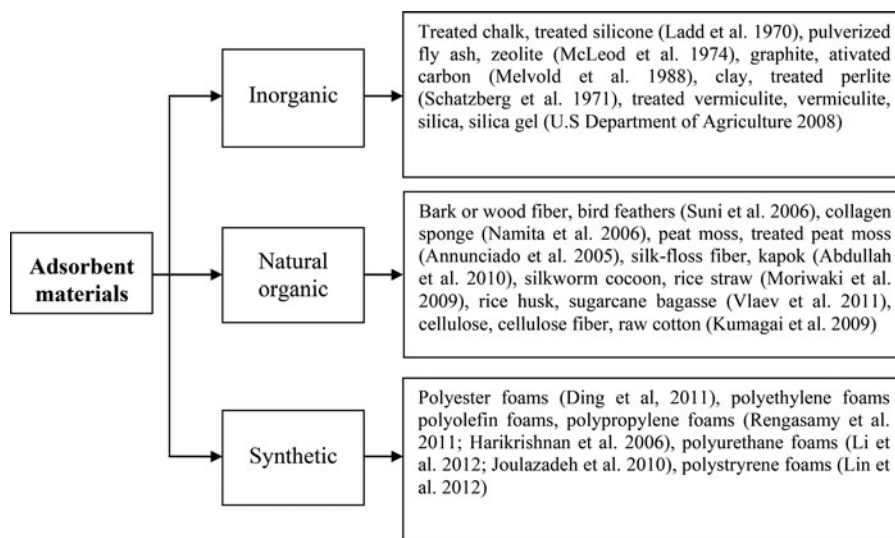 Treated chalk, treated silicone (Ladd et al. 1970), pulverized
fly ash, zeolite (McLeod et al. 1974), graphite, ativated
carbon (Melvold et al. 1988), clay, treated perlite
(Schatzberg et al. 1971), treated vermiculite, vermiculite,
silica, silica gel (U.S Department of Agriculture 2008)
Inorganic
Bark or wood fiber, bird feathers (Suni et al. 2006), collagen
sponge (Namita et al. 2006), peat moss, treated peat moss
(Annunciado et al. 2005), silk-floss fiber, kapok (Abdullah
et al. 2010), silkworm cocoon, rice straw (Moriwaki et al.
2009), rice husk, sugarcane bagasse (Vlaev et al. 2011),
cellulose, cellulose fiber, raw cotton (Kumagai et al. 2009)
Adsorbent
materials
Natural
organic
Polyester foams (Ding et al, 2011), polyethylene foams
polyolefin foams, polypropylene foams (Rengasamy et al.
2011; Harikrishnan et al. 2006), polyurethane foams (Li
et al. 2012; Joulazadeh et al. 2010), polystryrene foams (Lin et
al. 2012)
Synthetic